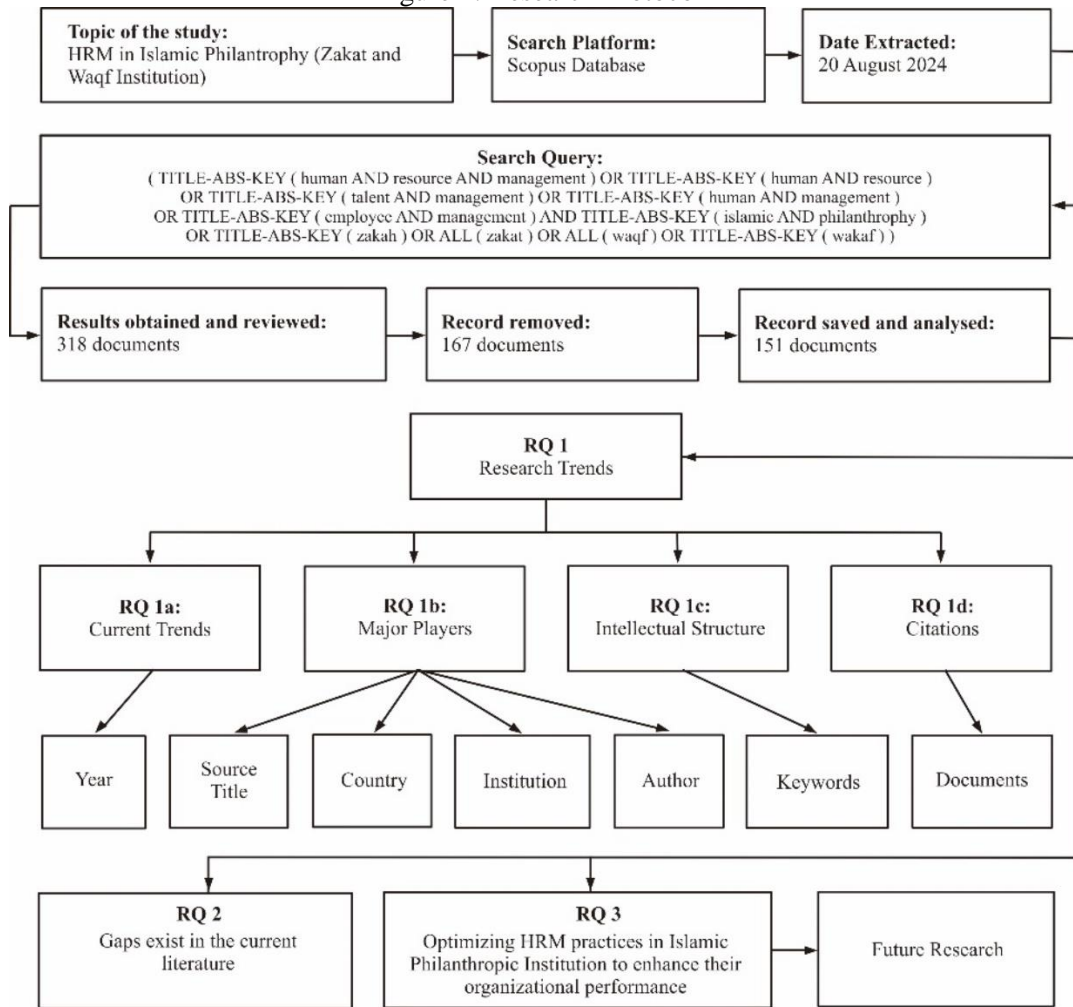 Topic of the study:
HRM in Islamic Philantrophy (Zakat and
Waqf Institution)
Search Platform:
Scopus Database
Date Extracted:
20 August 2024
Search Query:
( TITLE-ABS-KEY ( human AND resource AND management ) OR TITLE-ABS-KEY ( human AND resource )
OR TITLE-ABS-KEY ( talent AND management ) OR TITLE-ABS-KEY ( human AND management )
OR TITLE-ABS-KEY ( employee AND management ) AND TITLE-ABS-KEY ( islamic AND philanthrophy )
OR TITLE-ABS-KEY ( zakah ) OR ALL ( zakat ) OR ALL ( waqf ) OR TITLE-ABS-KEY ( wakaf ) )
Results obtained and reviewed:
318 documents
Record removed:
167 documents
Record saved and analysed:
151 documents
RQ 1
Research Trends
RQ 1a:
Current Trends
RQ 1b:
Major Players
RQ 1c:
Intellectual Structure
RQ 1d:
Citations
Year
Source
Title
Country
Institution
Author
Keywords
Documents
RQ 2
Gaps exist in the current
literature
RQ 3
Optimizing HRM practices in Islamic
Philanthropic Institution to enhance their
organizational performance
Future Research